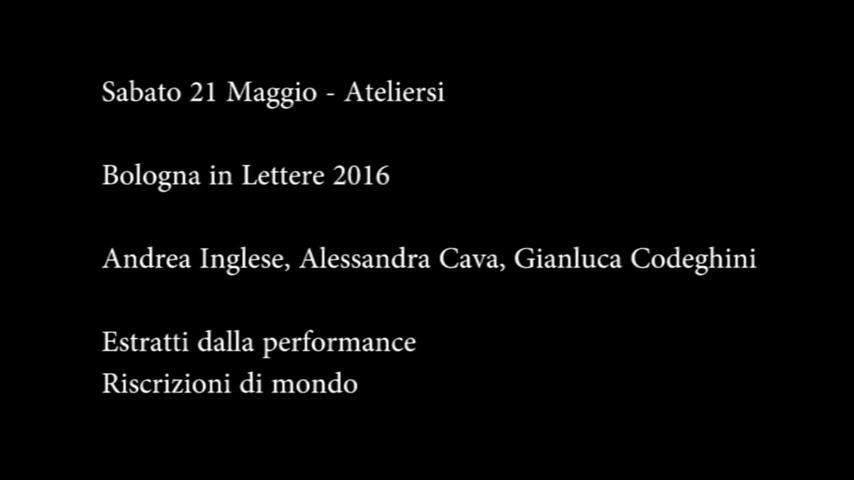 Sabato 21 Maggio - Ateliersi
Bologna in Lettere 2016
Andrea Inglese, Alessandra Cava, Gianluca Codeghini
Estratti dalla performance
Riscrizioni di mondo